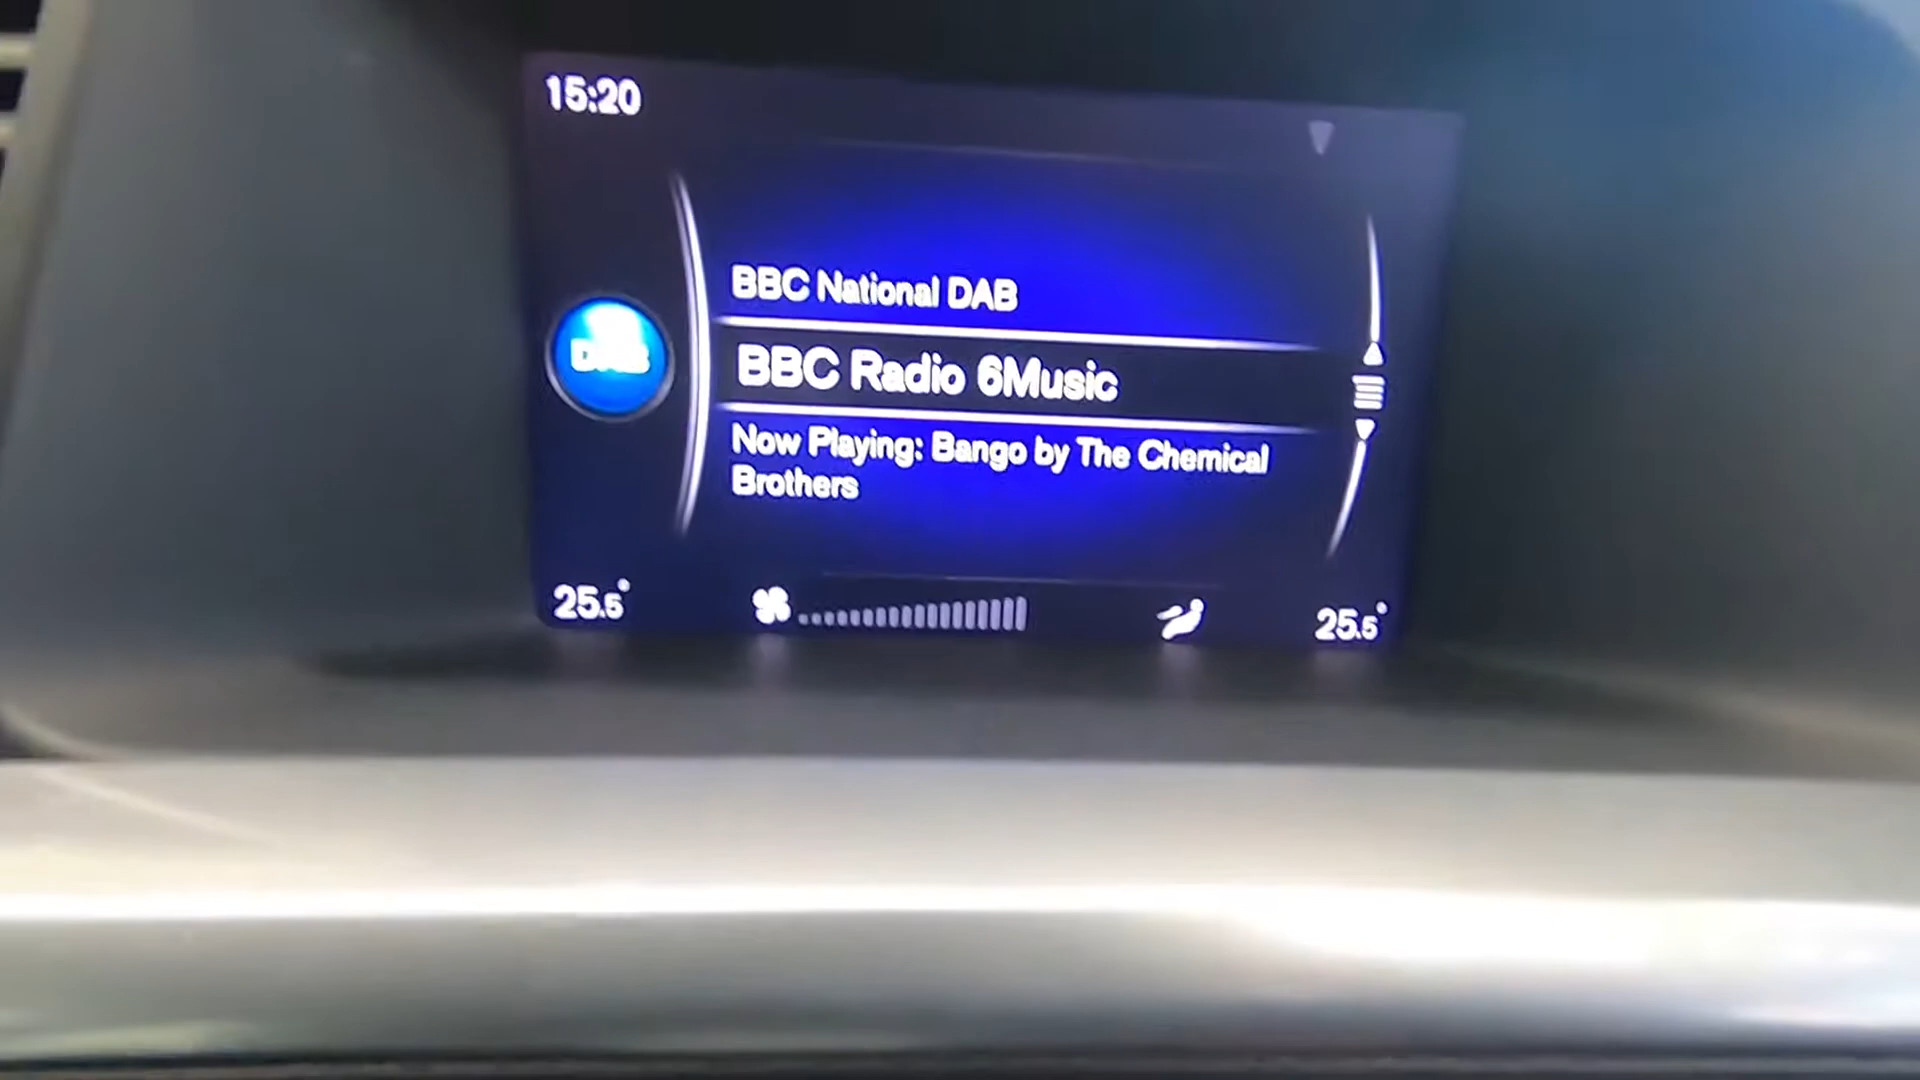 15:20
BBC National DAB
DAB
BBC Radio 6Music
Now Playing: Bango by The Chemical
Brothers
25.5°
25.5°